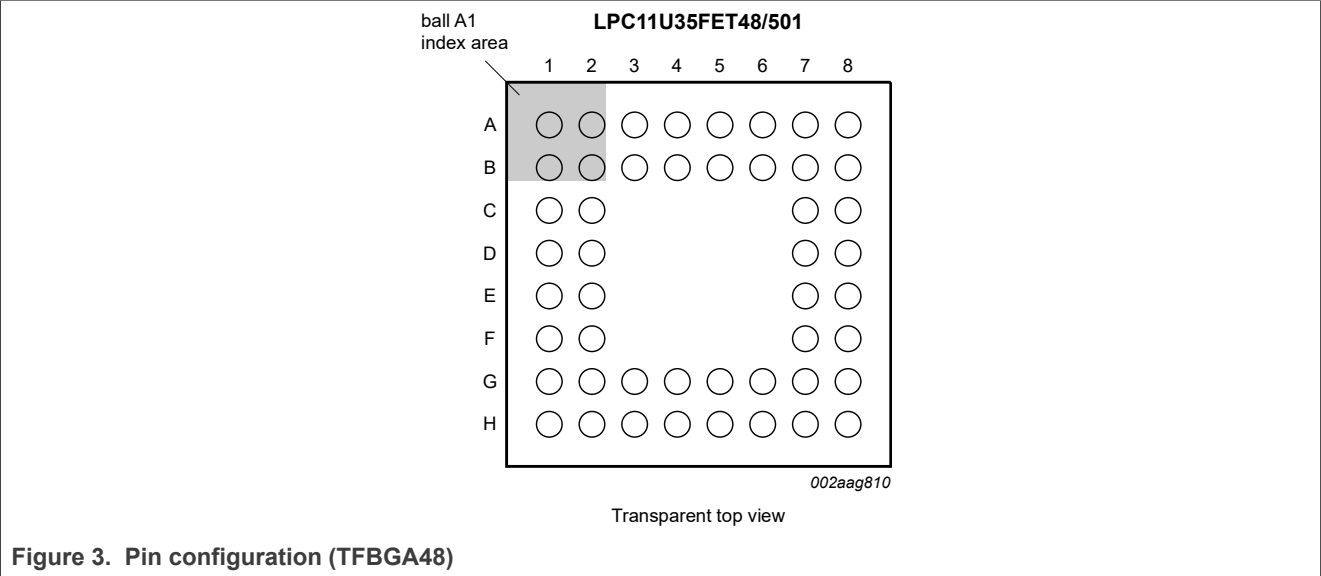 ball A1
index area
LPC11U35FET48/501
1 2 3 4 5 6 7 8
A
B
C
D
E
F
G
H
002aag810
Transparent top view
Figure 3. Pin configuration (TFBGA48)